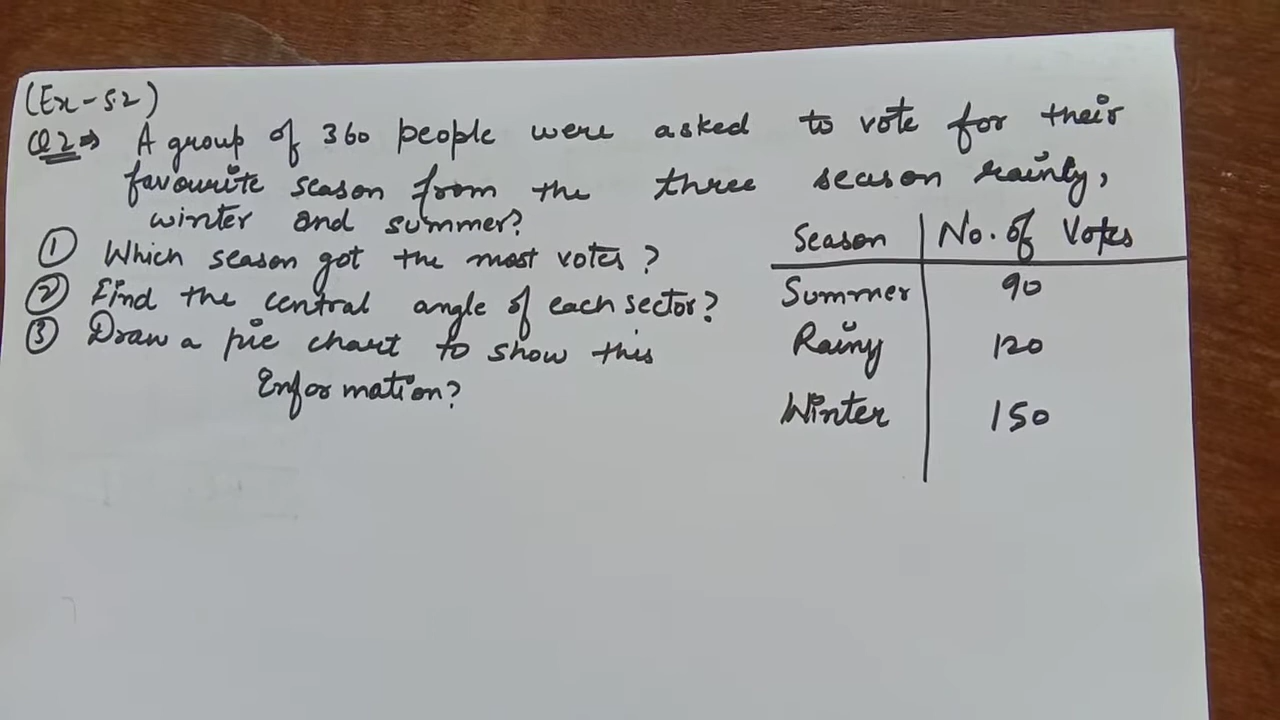 (Ex-5.2)
Q2⇒ A group of 360 people were asked to vote for their
favourite season from the three season rainly,
winter and summer?
① Which season got the most votes?
② Find the central angle of each sector?
③ Draw a pie chart to show this
Enformation?
Season No. of Votes
Summer 90
Rainy 120
Winter 150